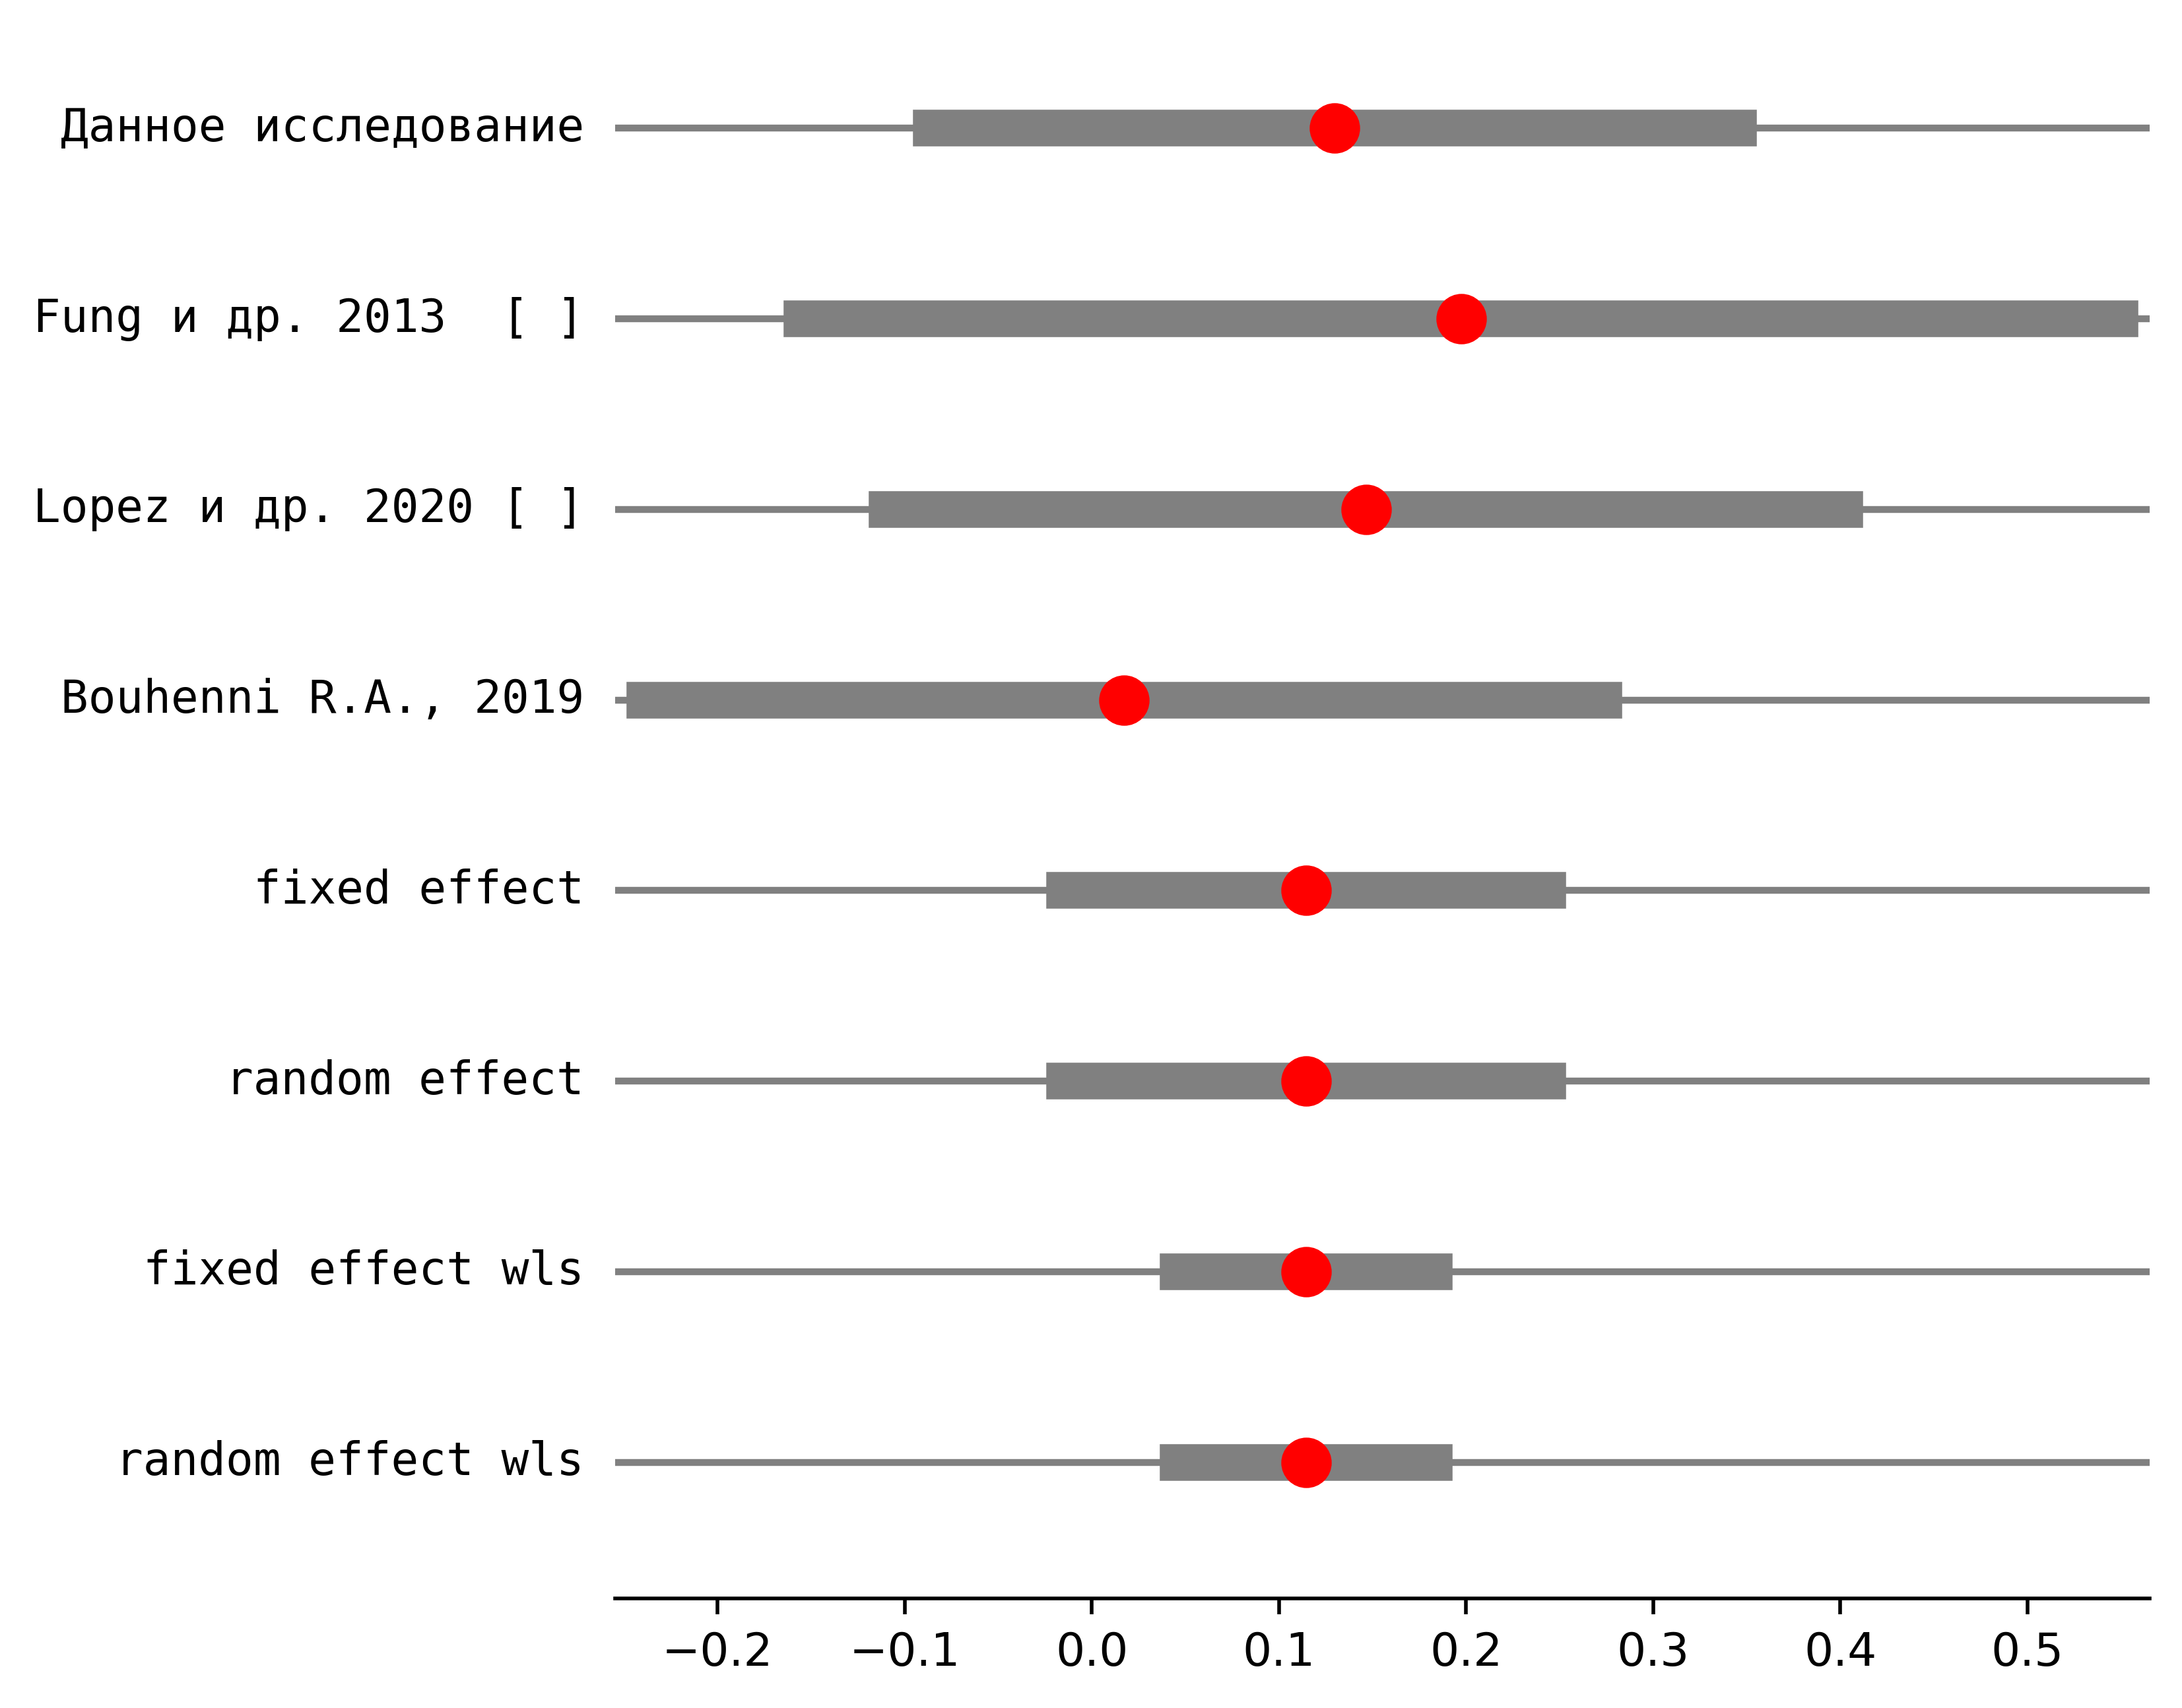 Данное исследование
Fung и др. 2013  [ ]
Lopez и др. 2020 [ ]
Bouhenni R.A., 2019
fixed effect
random effect
fixed effect wls
random effect wls
−0.2 −0.1 0.0 0.1 0.2 0.3 0.4 0.5